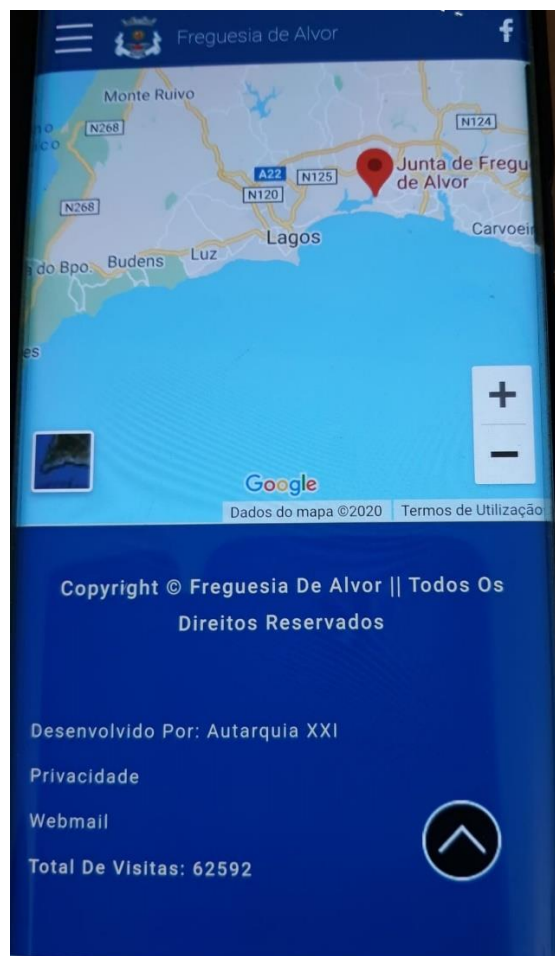 Freguesia de Alvor
f
Monte Ruivo
N268
N124
A22
N125
N120
Junta de Fregu
de Alvor
N268
Lagos
Carvoeir
do Bpo.
Budens
Luz
es
+
−
Google
Dados do mapa ©2020
Termos de Utilização
Copyright © Freguesia De Alvor || Todos Os
Direitos Reservados
Desenvolvido Por: Autarquia XXI
Privacidade
Webmail
Total De Visitas: 62592